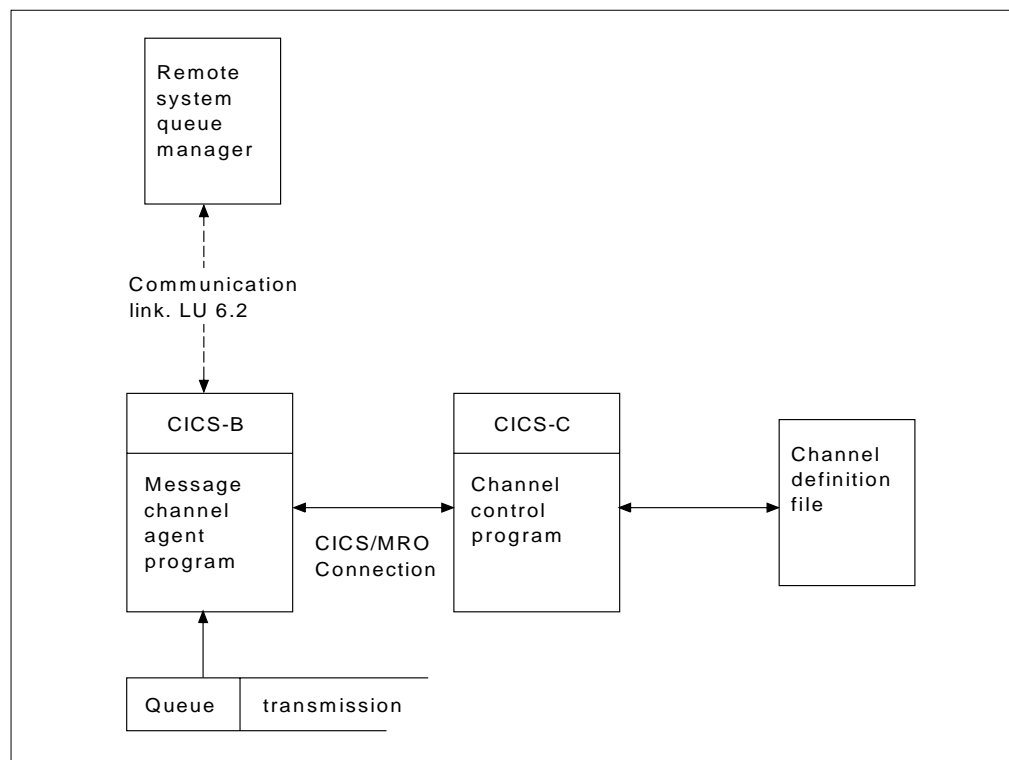 Remote
system
queue
manager
Communication
link. LU 6.2
CICS-B
Message
channel
agent
program
CICS/MRO
Connection
CICS-C
Channel
control
program
Channel
definition
file
Queue
transmission